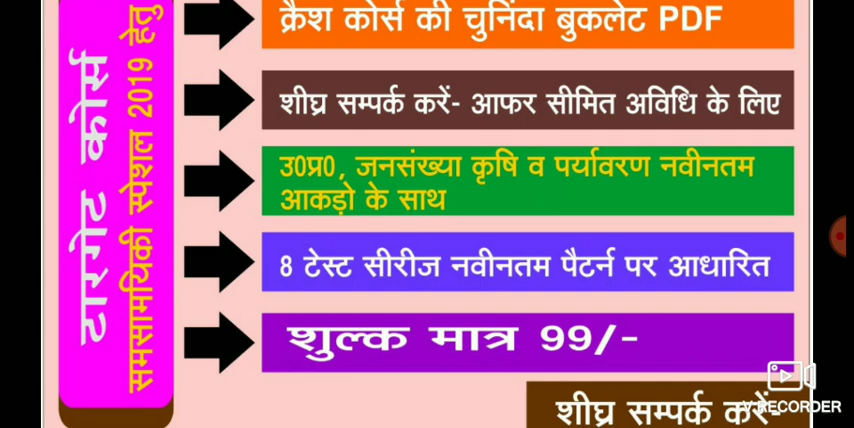 टारगेट कोर्स
समसामयिकी स्पेशल 2019 हेतु
क्रैश कोर्स की चुनिंदा बुकलेट PDF
शीघ्र सम्पर्क करें- आफर सीमित अविधि के लिए
उ0प्र0, जनसंख्या कृषि व पर्यावरण नवीनतम
आकड़ो के साथ
8 टेस्ट सीरीज नवीनतम पैटर्न पर आधारित
शुल्क मात्र 99/-
शीघ्र सम्पर्क करें-
V RECORDER